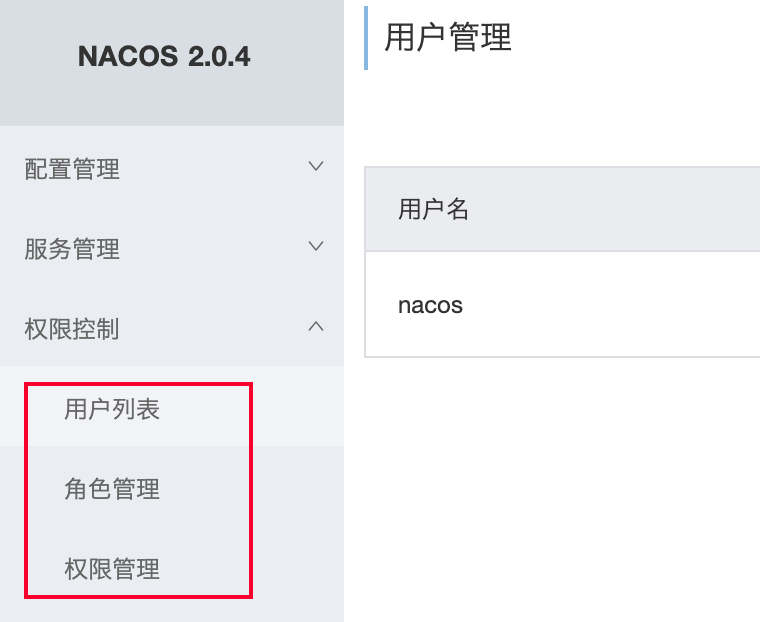 NACOS 2.0.4
配置管理
服务管理
权限控制
用户列表
角色管理
权限管理
用户管理
用户名
nacos